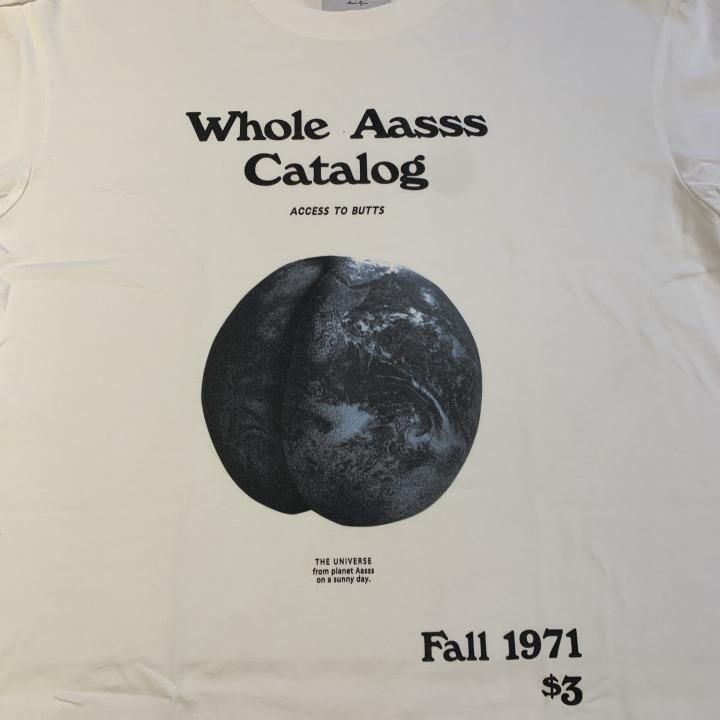 Whole Aasss
Catalog
ACCESS TO BUTTS
THE UNIVERSE
from planet Aasss
on a sunny day.
Fall 1971
$3